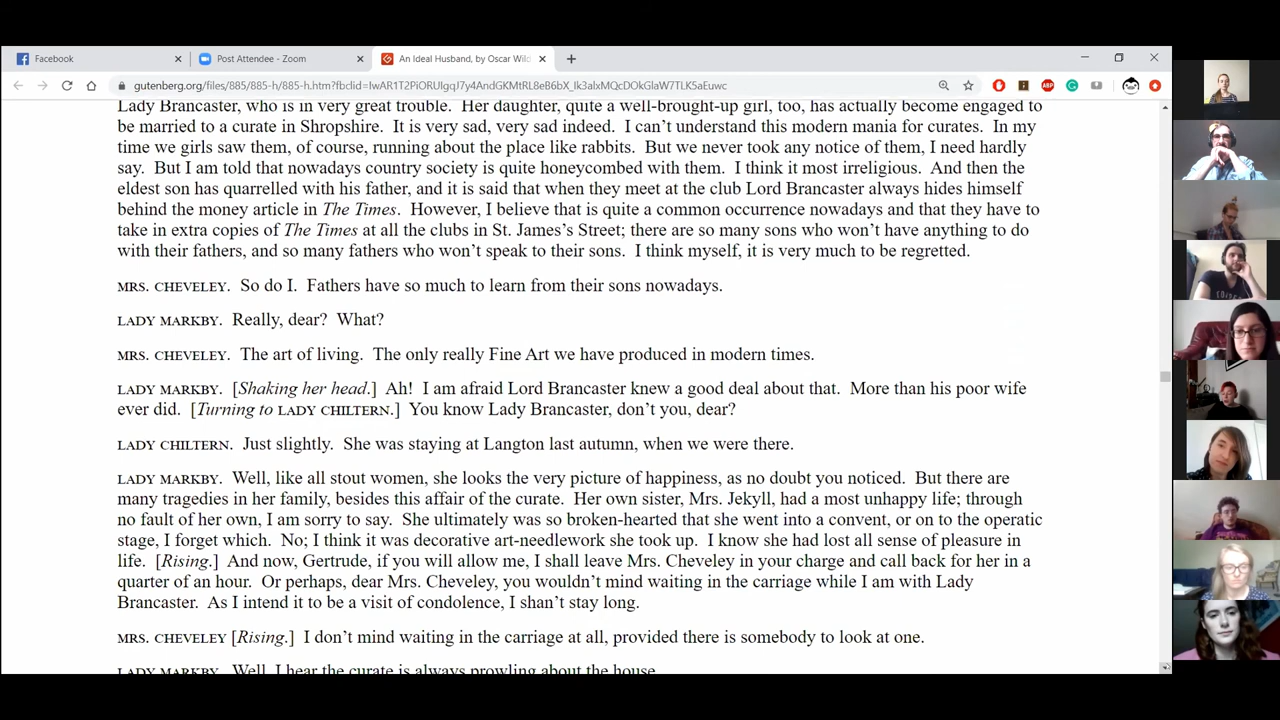 Facebook
Post Attendee - Zoom
An Ideal Husband, by Oscar Wild
gutenberg.org/files/885/885-h/885-h.htm?fbclid=
Lady Brancaster, who is in very great trouble. Her daughter, quite a well-brought-up girl, too, has actually become engaged to
be married to a curate in Shropshire. It is very sad, very sad indeed. I can't understand this modern mania for curates. In my
time we girls saw them, of course, running about the place like rabbits. But we never took any notice of them, I need hardly
say. But I am told that nowadays country society is quite honeycombed with them. I think it most irreligious. And then the
eldest son has quarrelled with his father, and it is said that when they meet at the club Lord Brancaster always hides himself
behind the money article in The Times. However, I believe that is quite a common occurrence nowadays and that they have to
take in extra copies of The Times at all the clubs in St. James's Street; there are so many sons who won't have anything to do
with their fathers, and so many fathers who won't speak to their sons. I think myself, it is very much to be regretted.
MRS. CHEVELEY. So do I. Fathers have so much to learn from their sons nowadays.
LADY MARKBY. Really, dear? What?
MRS. CHEVELEY. The art of living. The only really Fine Art we have produced in modern times.
LADY MARKBY. [Shaking her head.] Ah! I am afraid Lord Brancaster knew a good deal about that. More than his poor wife
ever did. [Turning to LADY CHILTERN.] You know Lady Brancaster, don't you, dear?
LADY CHILTERN. Just slightly. She was staying at Langton last autumn, when we were there.
LADY MARKBY. Well, like all stout women, she looks the very picture of happiness, as no doubt you noticed. But there are
many tragedies in her family, besides this affair of the curate. Her own sister, Mrs. Jekyll, had a most unhappy life; through
no fault of her own, I am sorry to say. She ultimately was so broken-hearted that she went into a convent, or on to the operatic
stage, I forget which. No; I think it was decorative art-needlework she took up. I know she had lost all sense of pleasure in
life. [Rising.] And now, Gertrude, if you will allow me, I shall leave Mrs. Cheveley in your charge and call back for her in a
quarter of an hour. Or perhaps, dear Mrs. Cheveley, you wouldn't mind waiting in the carriage while I am with Lady
Brancaster. As I intend it to be a visit of condolence, I shan't stay long.
MRS. CHEVELEY [Rising.] I don't mind waiting in the carriage at all, provided there is somebody to look at one.
LADY MARKBY. Well, I hear the curate is always prowling about the house.